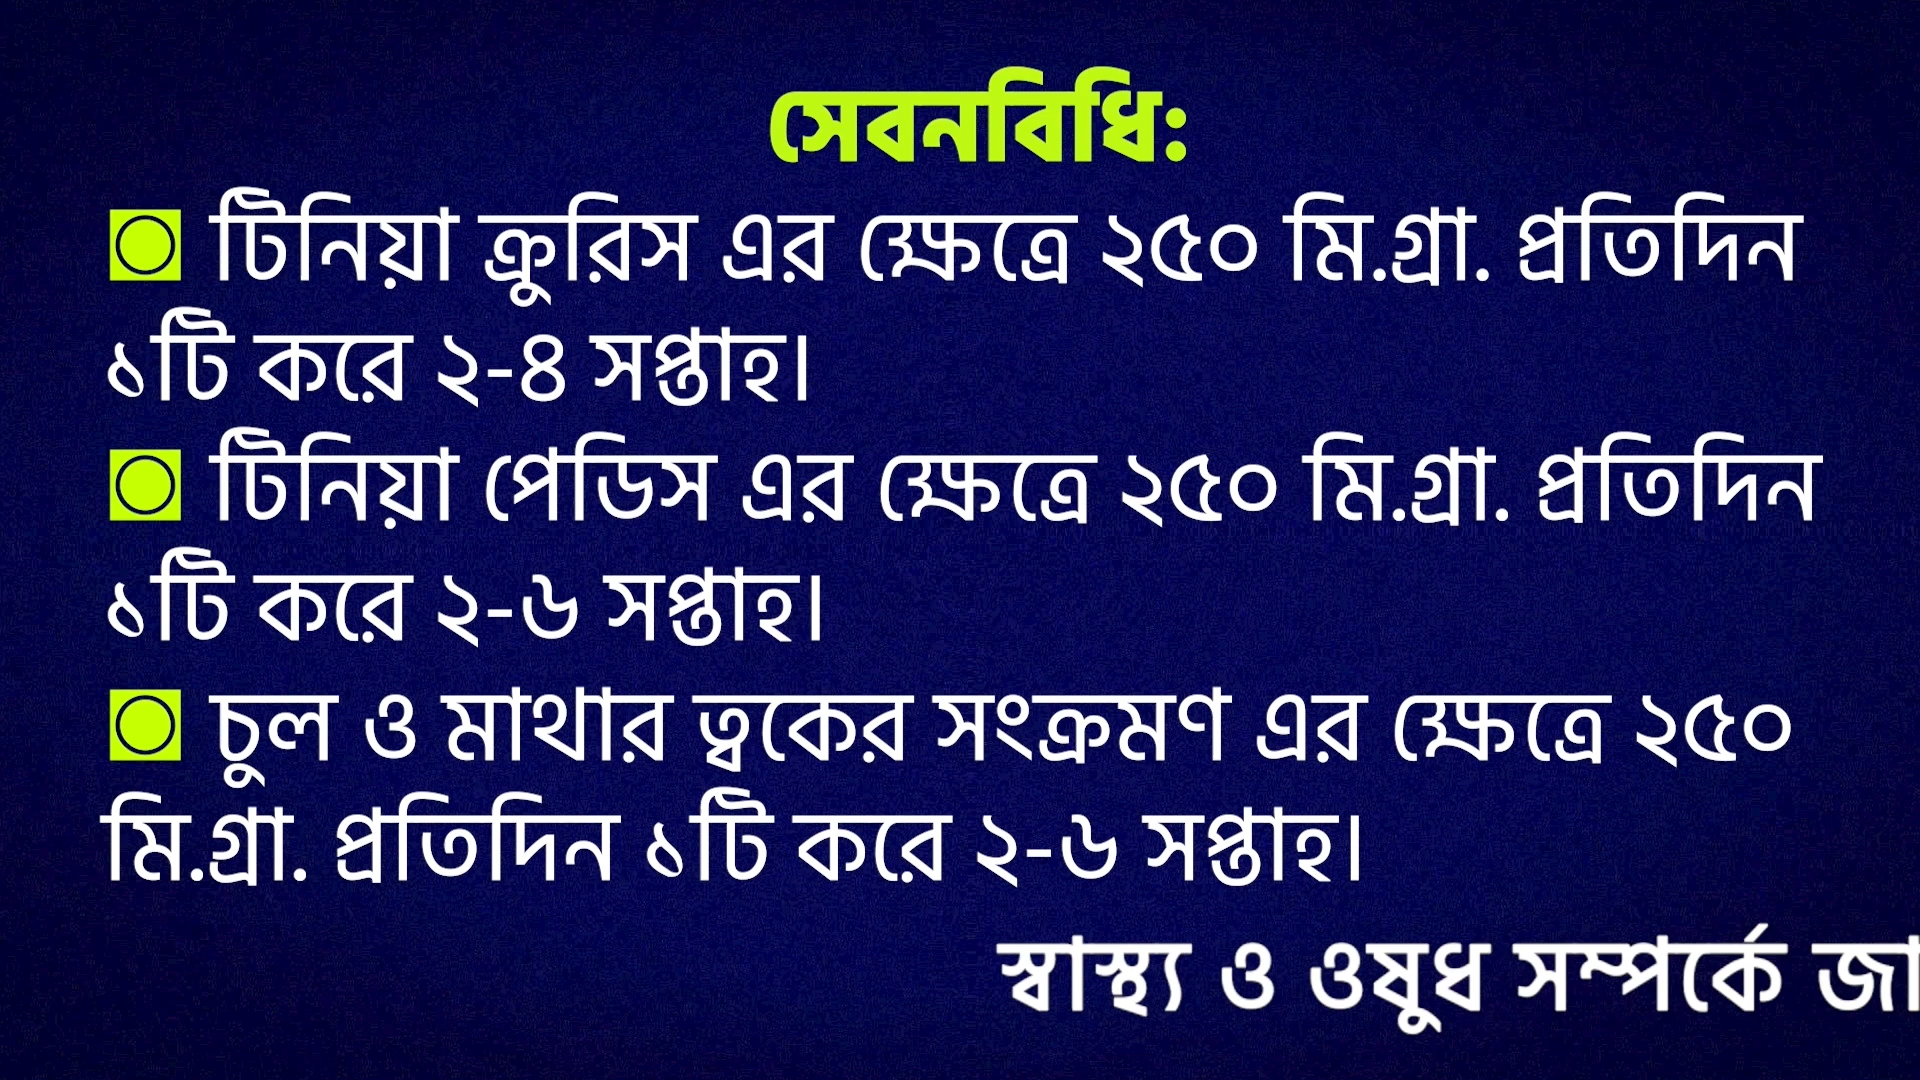 সেবনবিধি:
টিনিয়া ক্রুরিস এর ক্ষেত্রে ২৫০ মি.গ্রা. প্রতিদিন
১টি করে ২-৪ সপ্তাহ।
টিনিয়া পেডিস এর ক্ষেত্রে ২৫০ মি.গ্রা. প্রতিদিন
১টি করে ২-৬ সপ্তাহ।
চুল ও মাথার ত্বকের সংক্রমণ এর ক্ষেত্রে ২৫০
মি.গ্রা. প্রতিদিন ১টি করে ২-৬ সপ্তাহ।
স্বাস্থ্য ও ওষুধ সম্পর্কে